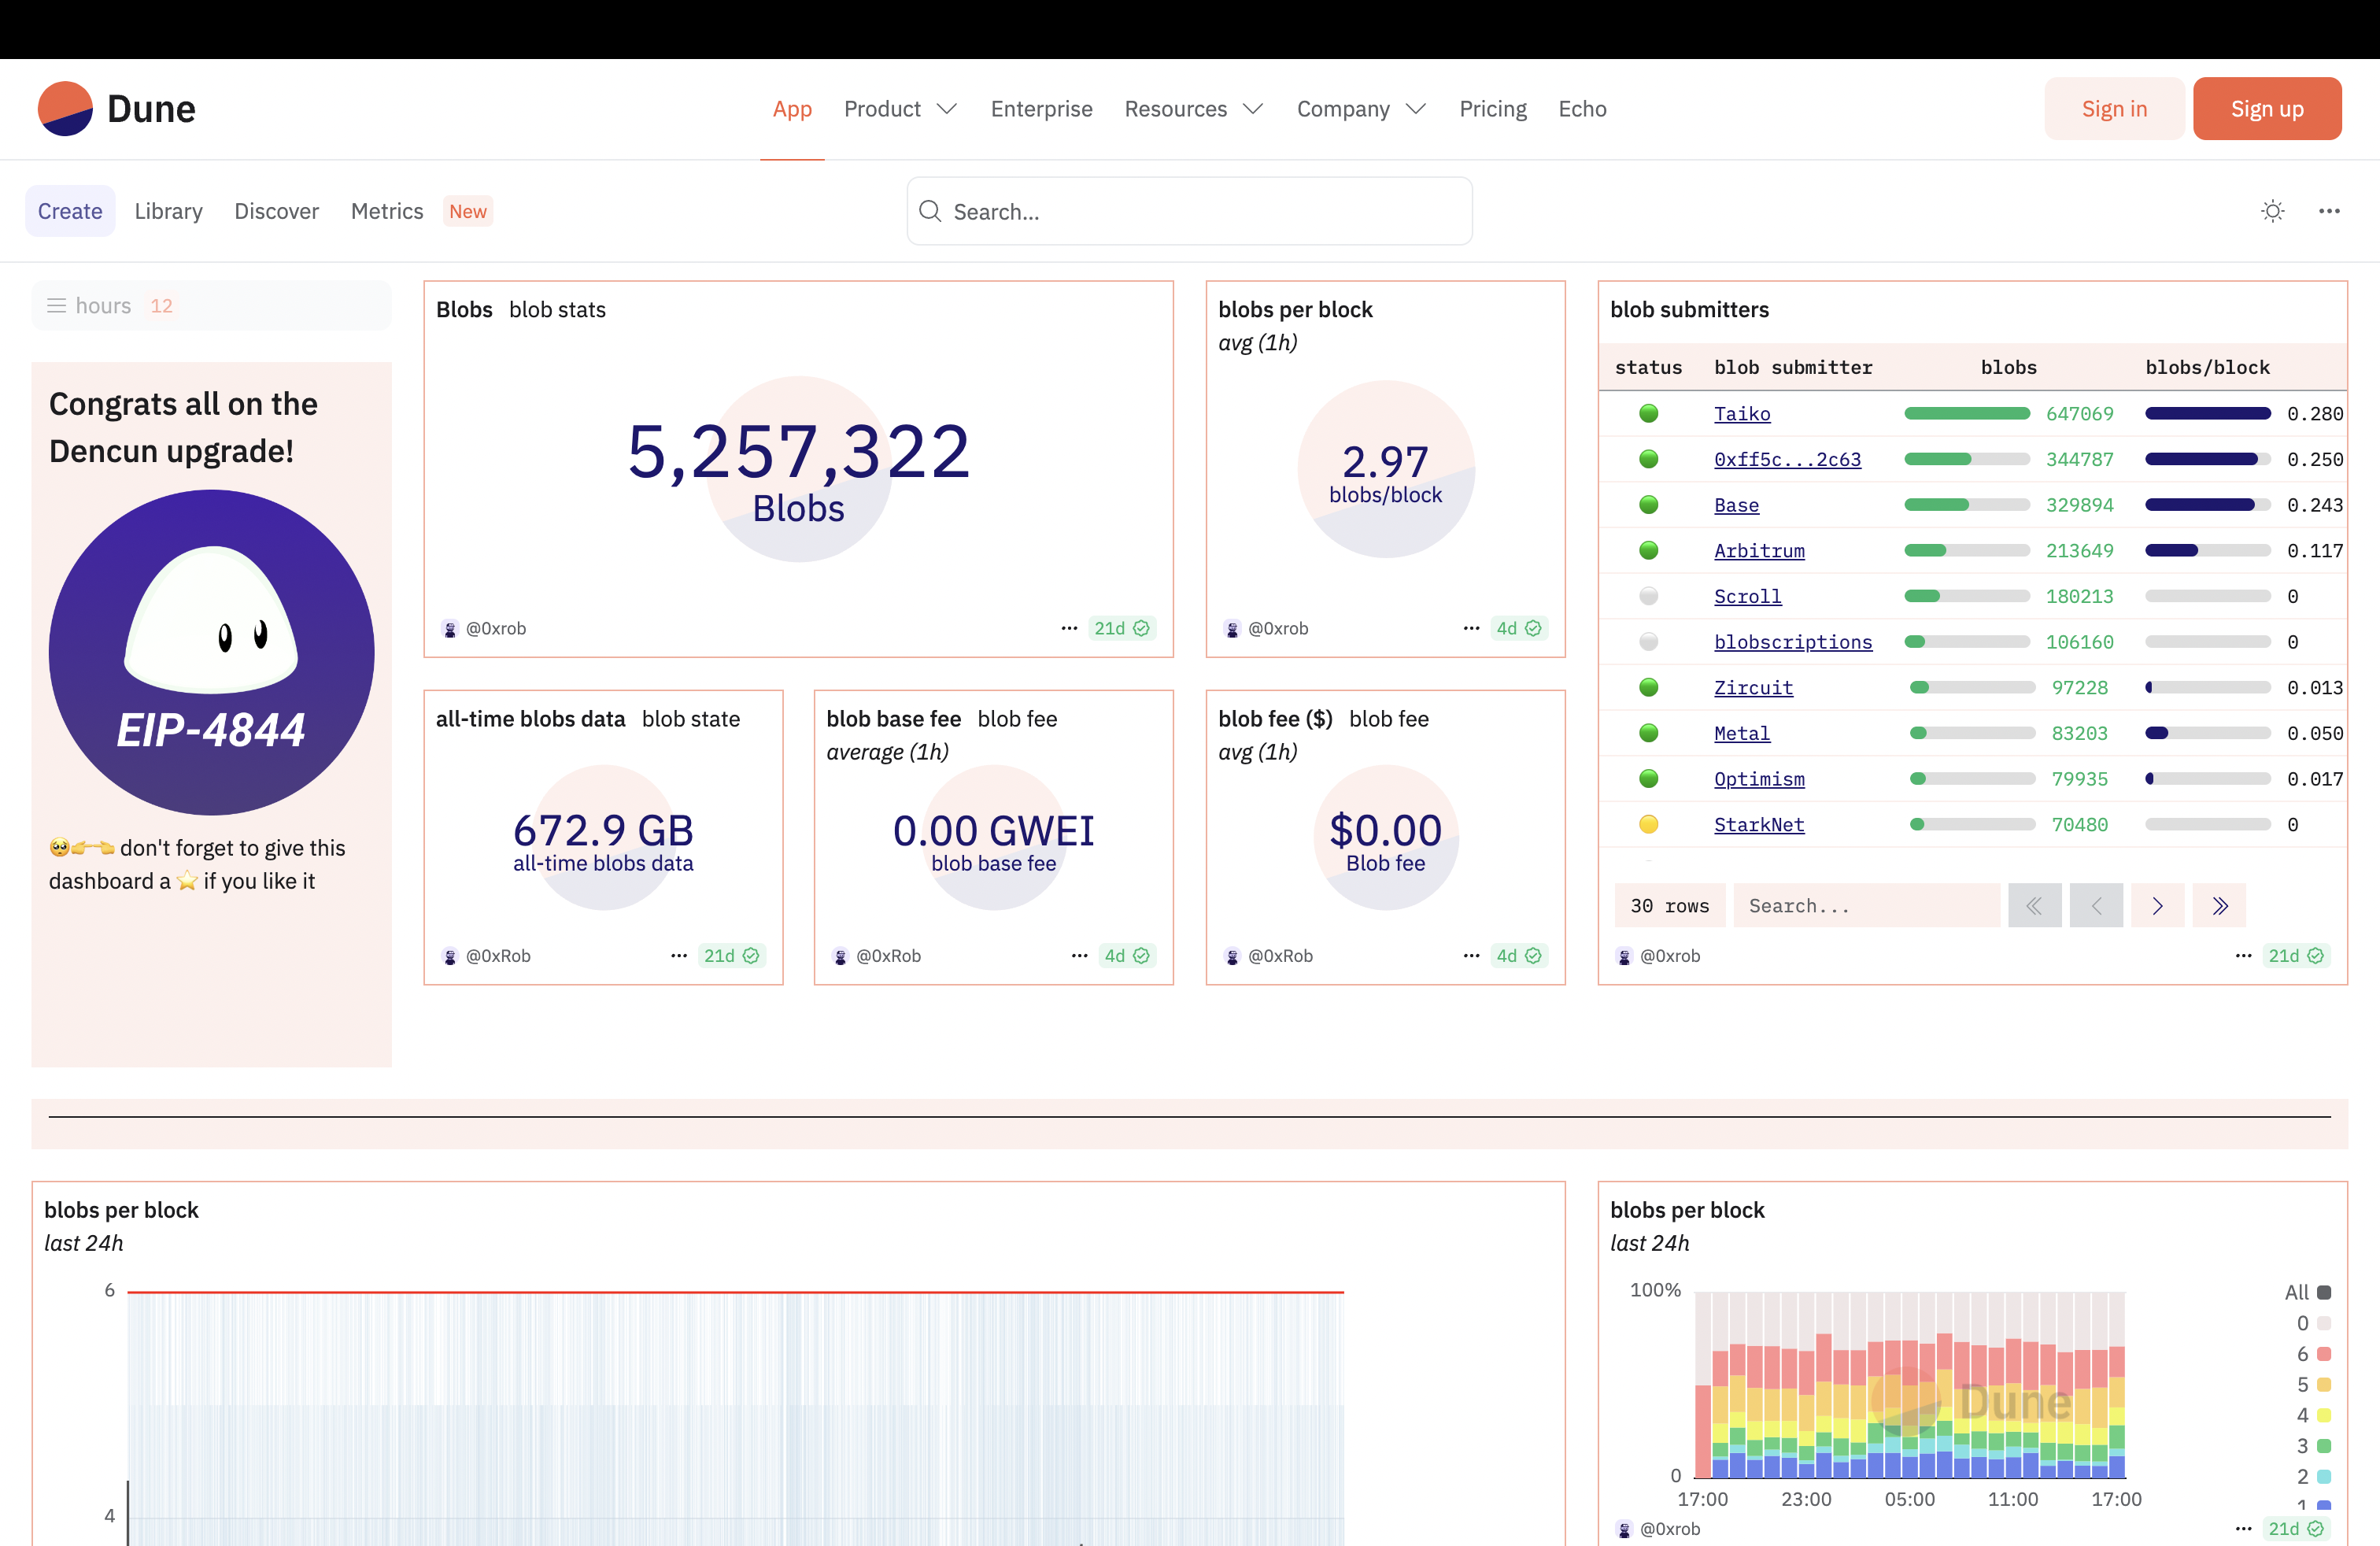 Dune
App Product Enterprise Resources Company Pricing Echo
Sign in Sign up
Create Library Discover Metrics New
Search...
hours 12
Congrats all on the
Dencun upgrade!
EIP-4844
🥺👉👈 don't forget to give this
dashboard a ⭐ if you like it
Blobs blob stats
5,257,322
Blobs
@0xrob 21d
blobs per block
avg (1h)
2.97
blobs/block
@0xrob 4d
all-time blobs data blob state
672.9 GB
all-time blobs data
@0xRob 21d
blob base fee blob fee
average (1h)
0.00 GWEI
blob base fee
@0xRob 4d
blob fee ($) blob fee
avg (1h)
$0.00
Blob fee
@0xRob 4d
blob submitters
status blob submitter blobs blobs/block
Taiko 647069 0.280
0xff5c...2c63 344787 0.250
Base 329894 0.243
Arbitrum 213649 0.117
Scroll 180213 0
blobscriptions 106160 0
Zircuit 97228 0.013
Metal 83203 0.050
Optimism 79935 0.017
StarkNet 70480 0
30 rows Search...
@0xrob 21d
blobs per block
last 24h
6
4
blobs per block
last 24h
100%
0
17:00 23:00 05:00 11:00 17:00
Dune
All
0
6
5
4
3
2
1
@0xrob 21d